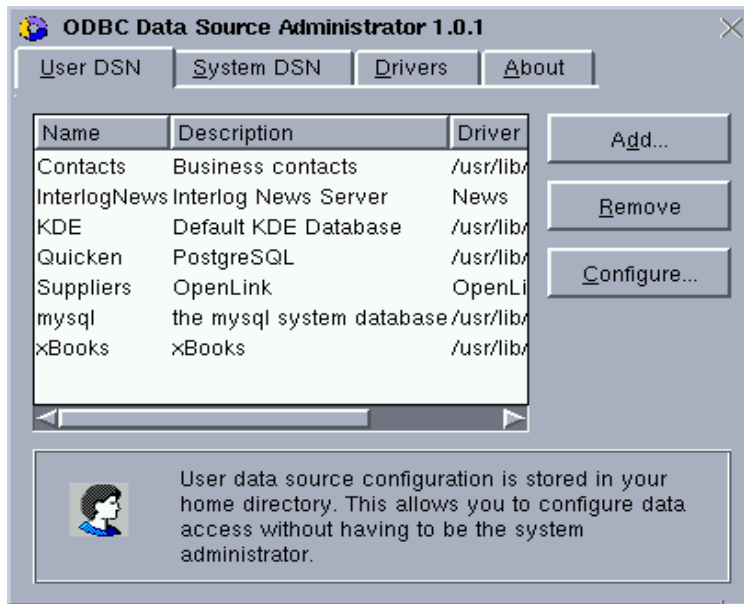 ODBC Data Source Administrator 1.0.1
User DSN System DSN Drivers About
Name Description Driver
Contacts Business contacts /usr/lib/
InterlogNews Interlog News Server News
KDE Default KDE Database /usr/lib/
Quicken PostgreSQL /usr/lib/
Suppliers OpenLink OpenLi
mysql the mysql system database /usr/lib/
xBooks xBooks /usr/lib/
Add...
Remove
Configure...
User data source configuration is stored in your
home directory. This allows you to configure data
access without having to be the system
administrator.